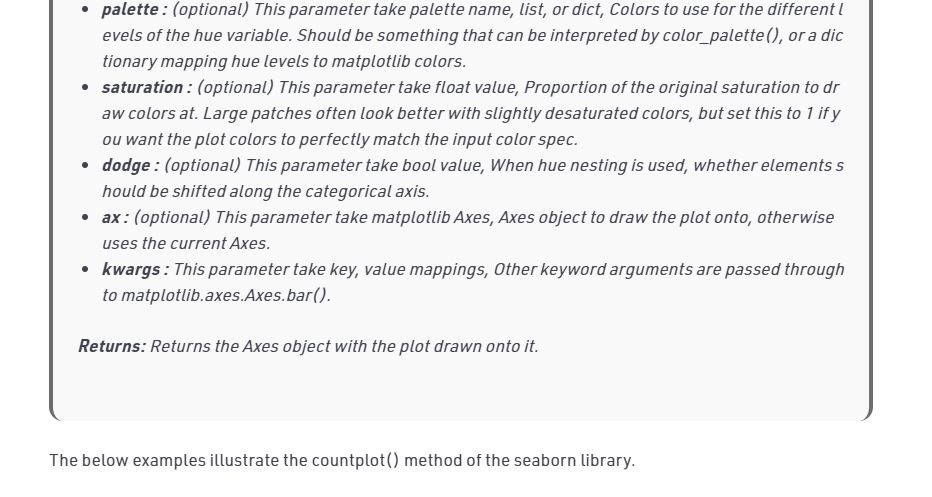 palette : (optional) This parameter take palette name, list, or dict, Colors to use for the different l
evels of the hue variable. Should be something that can be interpreted by color_palette(), or a dic
tionary mapping hue levels to matplotlib colors.
saturation : (optional) This parameter take float value, Proportion of the original saturation to dr
aw colors at. Large patches often look better with slightly desaturated colors, but set this to 1 if y
ou want the plot colors to perfectly match the input color spec.
dodge : (optional) This parameter take bool value, When hue nesting is used, whether elements s
hould be shifted along the categorical axis.
ax : (optional) This parameter take matplotlib Axes, Axes object to draw the plot onto, otherwise
uses the current Axes.
kwargs : This parameter take key, value mappings, Other keyword arguments are passed through
to matplotlib.axes.Axes.bar().
Returns: Returns the Axes object with the plot drawn onto it.
The below examples illustrate the countplot() method of the seaborn library.